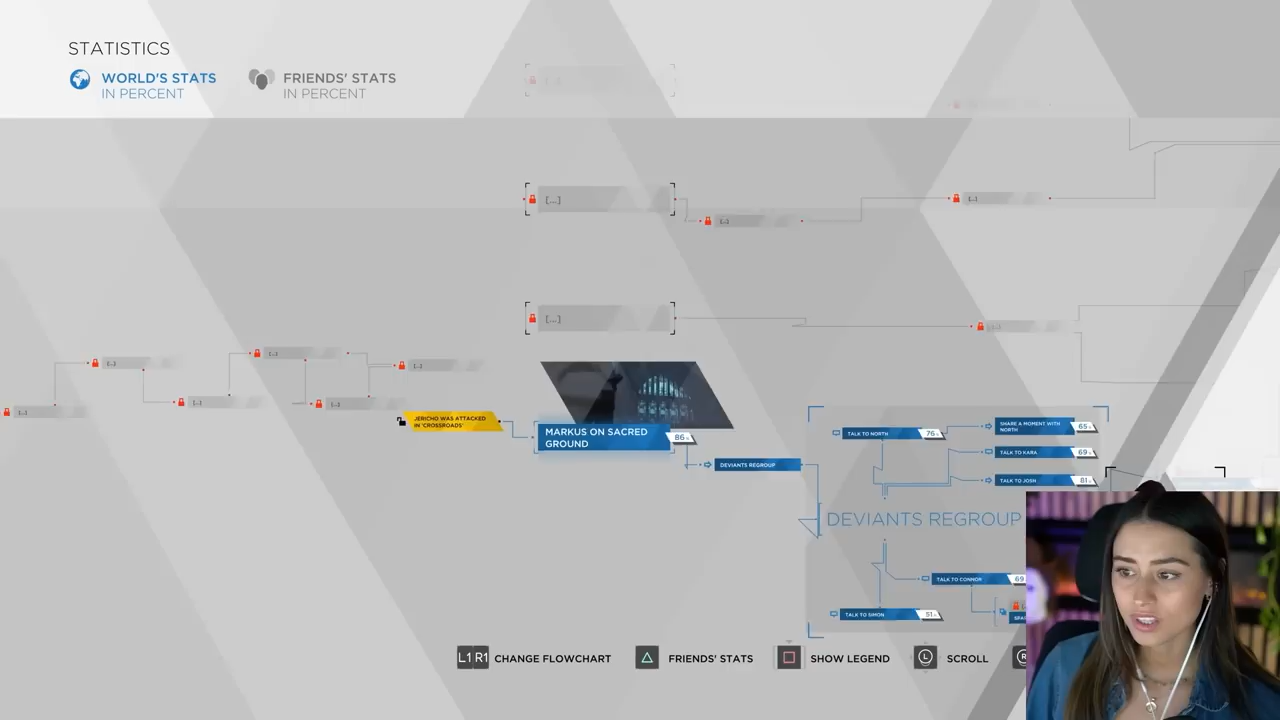 STATISTICS
WORLD'S STATS
IN PERCENT
FRIENDS' STATS
IN PERCENT
[...]
[...]
[...]
[...]
[...]
[...]
[...]
[...]
[...]
[...]
[...]
JERICHO WAS ATTACKED
IN 'CROSSROADS'
MARKUS ON SACRED
GROUND
86%
DEVIANTS REGROUP
TALK TO NORTH
76%
SHARE A MOMENT WITH
NORTH
65%
TALK TO KARA
69%
TALK TO JOSH
81%
DEVIANTS REGROUP
TALK TO CONNOR
69
TALK TO SIMON
51%
L1 R1 CHANGE FLOWCHART
FRIENDS' STATS
SHOW LEGEND
L SCROLL
R